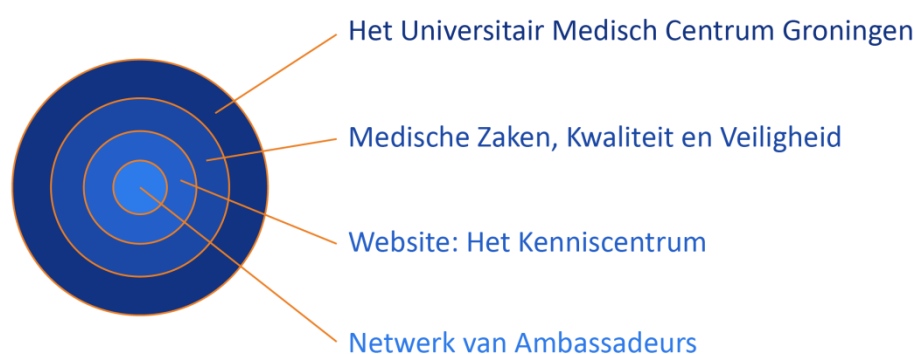 Het Universitair Medisch Centrum Groningen
Medische Zaken, Kwaliteit en Veiligheid
Website: Het Kenniscentrum
Netwerk van Ambassadeurs